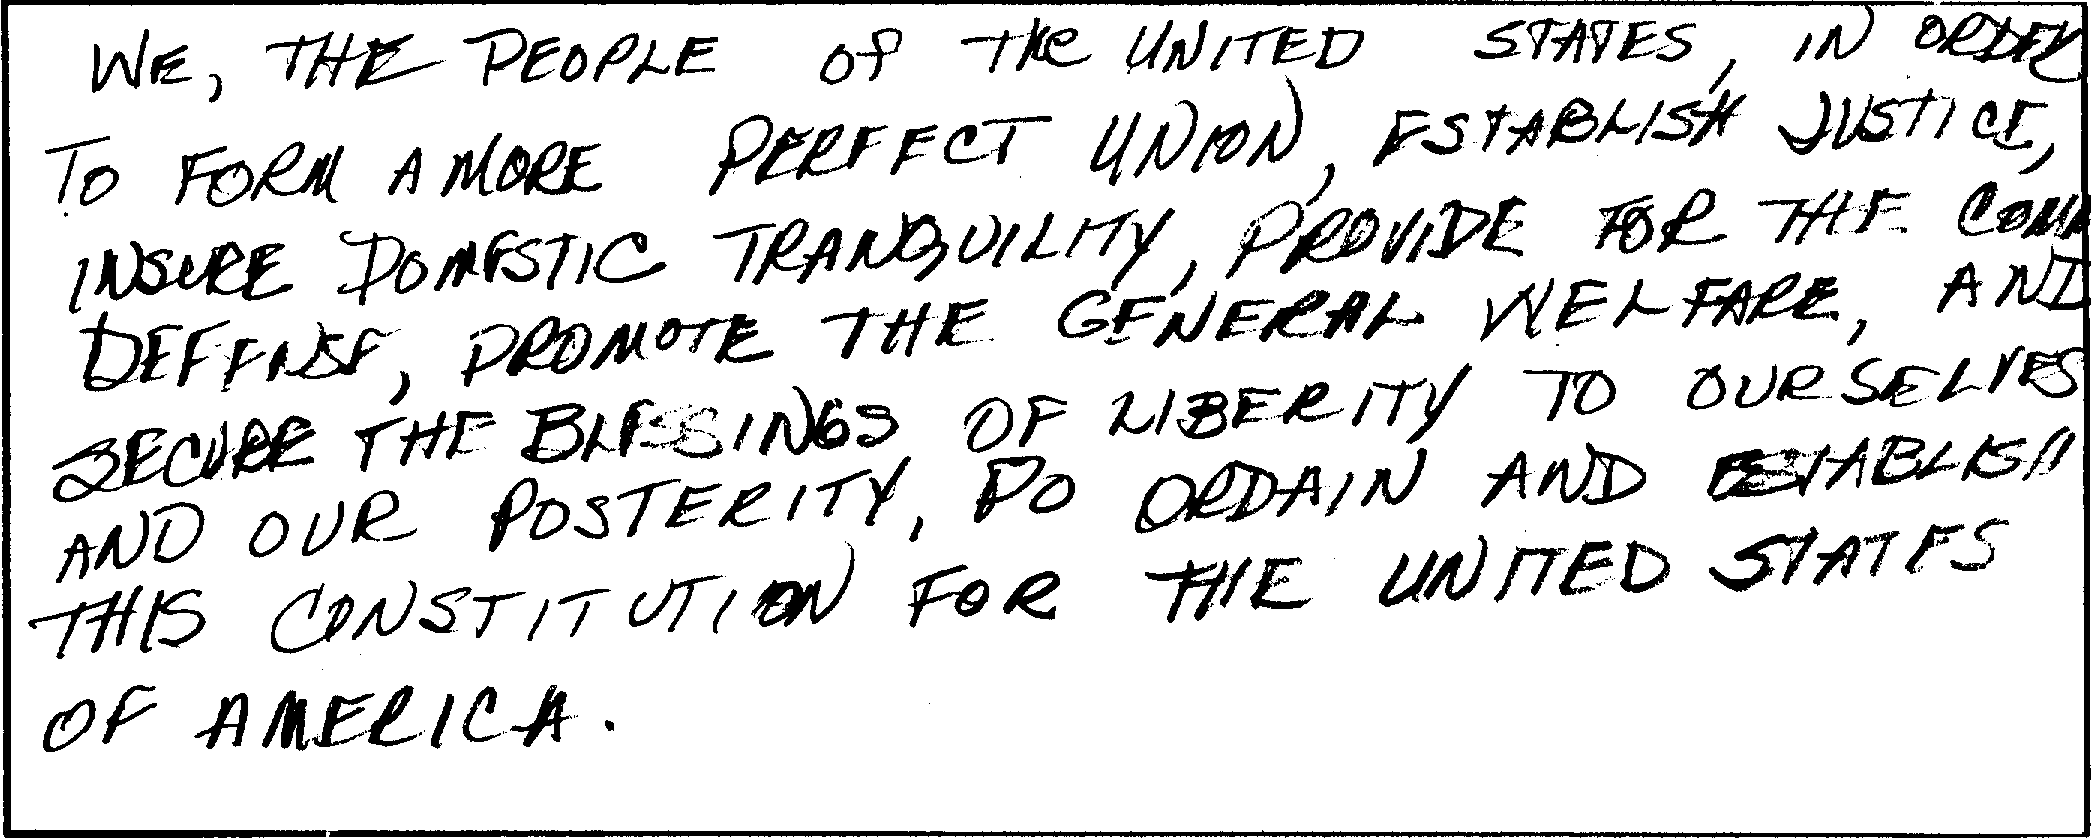 WE, THE PEOPLE OF THE UNITED STATES, IN ORDER
TO FORM A MORE PERFECT UNION, ESTABLISH JUSTICE,
INSURE DOMESTIC TRANQUILITY, PROVIDE FOR THE COMM
DEFENSE, PROMOTE THE GENERAL WELFARE, AND
SECURE THE BLESSINGS OF LIBERITY TO OURSELVES
AND OUR POSTERITY, DO ORDAIN AND ESTABLISH
THIS CONSTITUTION FOR THE UNITED STATES
OF AMERICA.